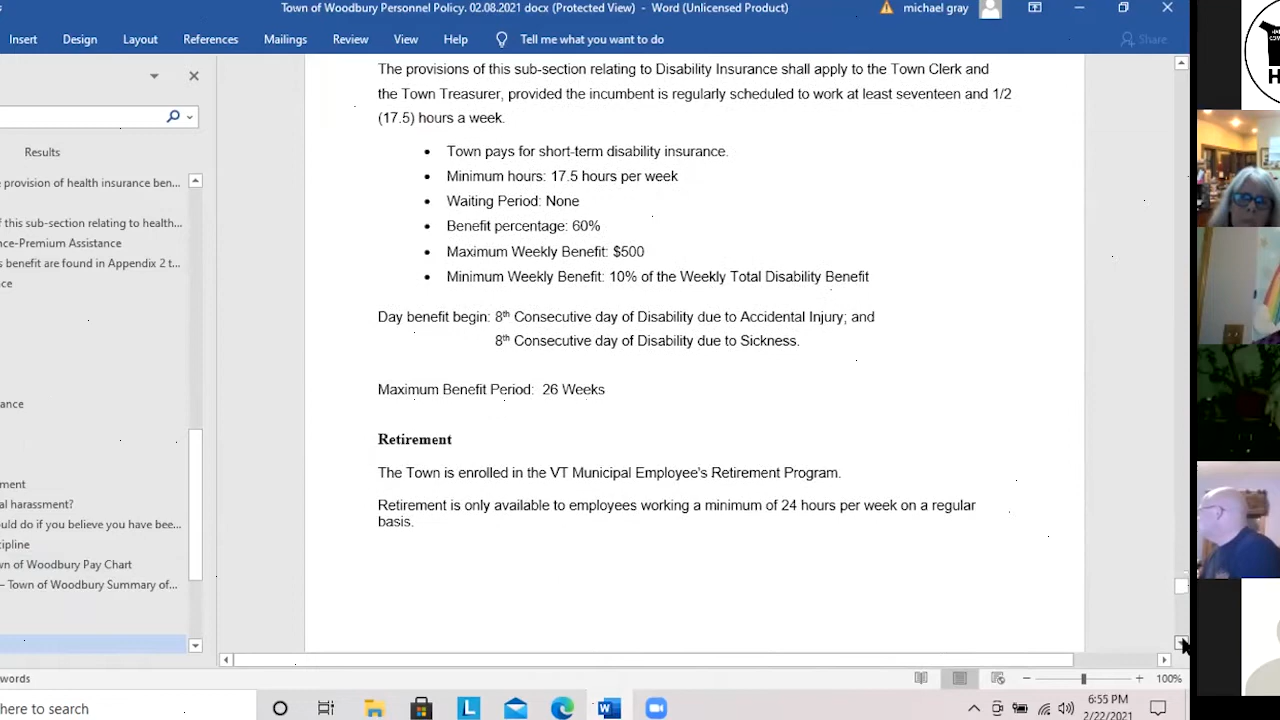 Town of Woodbury Personnel Policy. 02.08.2021 docx (Protected View) - Word (Unlicensed Product)
michael gray
Insert Design Layout References Mailings Review View Help Tell me what you want to do Share
Results
provision of health insurance ben...
f this sub-section relating to health...
nce-Premium Assistance
s benefit are found in Appendix 2 t...
ce
ance
ment
al harassment?
ould do if you believe you have bee...
cipline
wn of Woodbury Pay Chart
– Town of Woodbury Summary of...
The provisions of this sub-section relating to Disability Insurance shall apply to the Town Clerk and
the Town Treasurer, provided the incumbent is regularly scheduled to work at least seventeen and 1/2
(17.5) hours a week.
• Town pays for short-term disability insurance.
• Minimum hours: 17.5 hours per week
• Waiting Period: None
• Benefit percentage: 60%
• Maximum Weekly Benefit: $500
• Minimum Weekly Benefit: 10% of the Weekly Total Disability Benefit
Day benefit begin: 8th Consecutive day of Disability due to Accidental Injury; and
8th Consecutive day of Disability due to Sickness.
Maximum Benefit Period: 26 Weeks
Retirement
The Town is enrolled in the VT Municipal Employee's Retirement Program.
Retirement is only available to employees working a minimum of 24 hours per week on a regular
basis.
words
100%
here to search
6:55 PM
2/22/2021